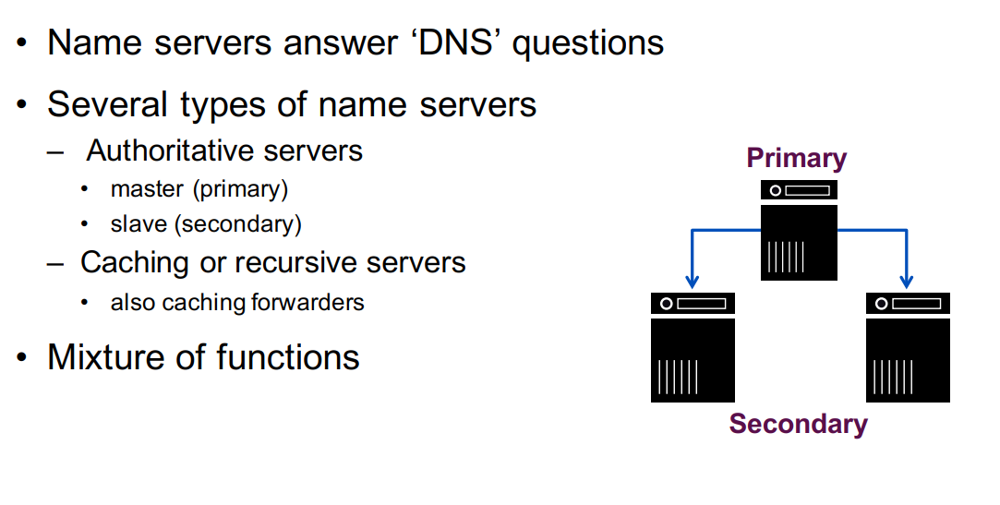 • Name servers answer ‘DNS’ questions
• Several types of name servers
– Authoritative servers
• master (primary)
• slave (secondary)
– Caching or recursive servers
• also caching forwarders
• Mixture of functions
Primary
Secondary